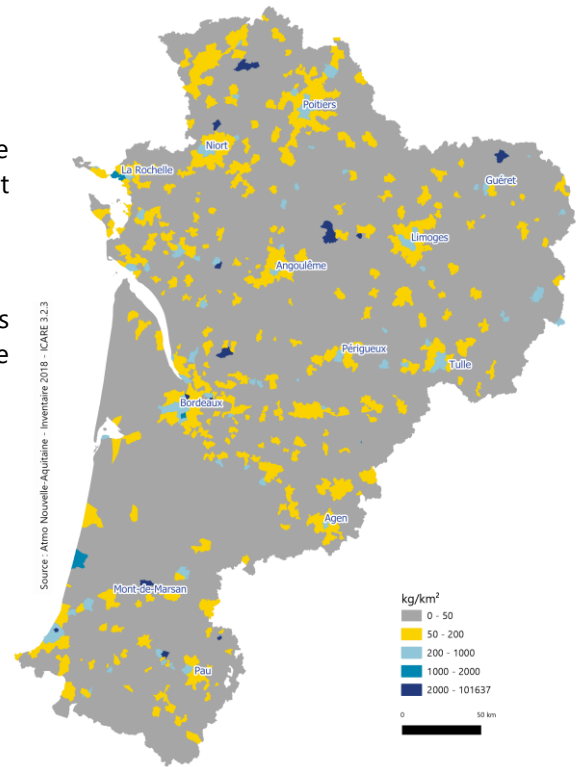 e
t
s
e
Source : Atmo Nouvelle-Aquitaine - Inventaire 2018 - ICARE 3.2.3
Poitiers
Niort
La Rochelle
Guéret
Limoges
Angoulême
Périgueux
Tulle
Bordeaux
Agen
Mont-de-Marsan
Pau
kg/km²
0 - 50
50 - 200
200 - 1000
1000 - 2000
2000 - 101637
0 50 km